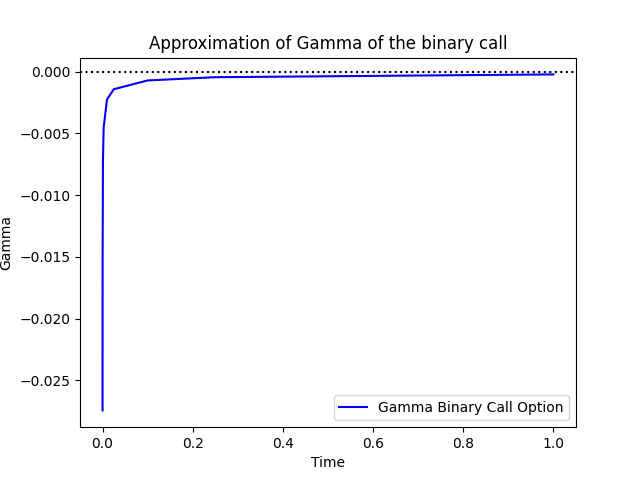 Approximation of Gamma of the binary call
0.000
−0.005
−0.010
−0.015
−0.020
−0.025
Gamma
Gamma Binary Call Option
0.0 0.2 0.4 0.6 0.8 1.0
Time